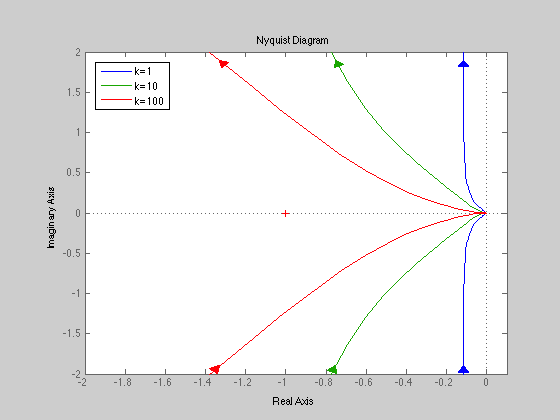 Nyquist Diagram
k=1
k=10
k=100
2
1.5
1
0.5
0
-0.5
-1
-1.5
-2
Imaginary Axis
-2 -1.8 -1.6 -1.4 -1.2 -1 -0.8 -0.6 -0.4 -0.2 0
Real Axis